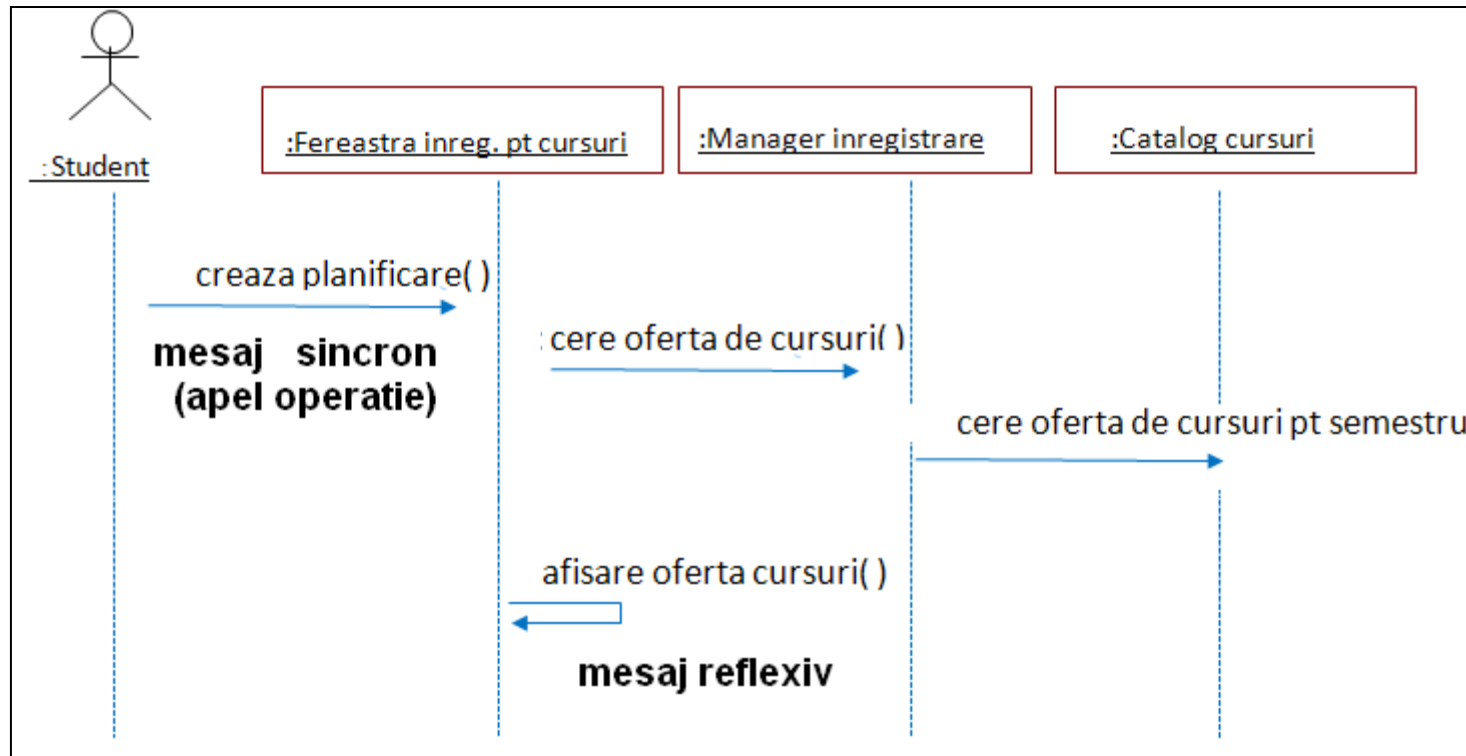 :Student
:Fereastra inreg. pt cursuri
:Manager inregistrare
:Catalog cursuri
creaza planificare( )
mesaj sincron
(apel operatie)
: cere oferta de cursuri( )
cere oferta de cursuri pt semestru
afisare oferta cursuri( )
mesaj reflexiv